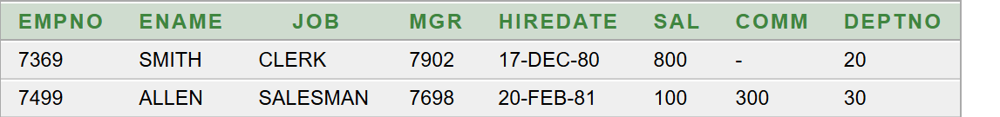 EMPNO ENAME JOB MGR HIREDATE SAL COMM DEPTNO
7369 SMITH CLERK 7902 17-DEC-80 800 - 20
7499 ALLEN SALESMAN 7698 20-FEB-81 100 300 30